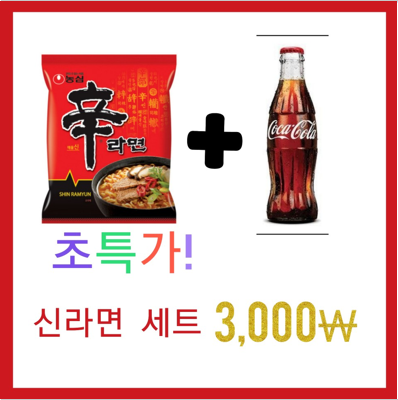 농심
辛
라면
SHIN RAMYUN
Coca-Cola
초특가!
신라면 세트 3,000₩